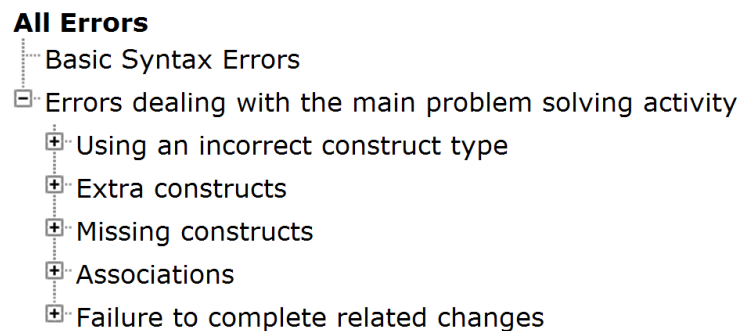 All Errors
Basic Syntax Errors
Errors dealing with the main problem solving activity
Using an incorrect construct type
Extra constructs
Missing constructs
Associations
Failure to complete related changes